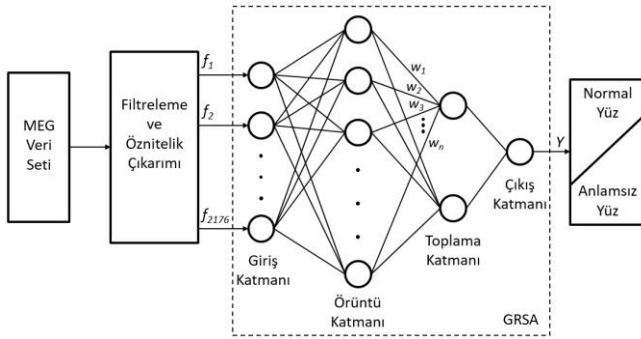 MEG
Veri
Seti
Filtreleme
ve
Öznitelik
Çıkarımı
f1
f2
f2176
Giriş
Katmanı
Örüntü
Katmanı
w1
w2
w3
wn
Toplama
Katmanı
Çıkış
Katmanı
GRSA
Y
Normal
Yüz
Anlamsız
Yüz